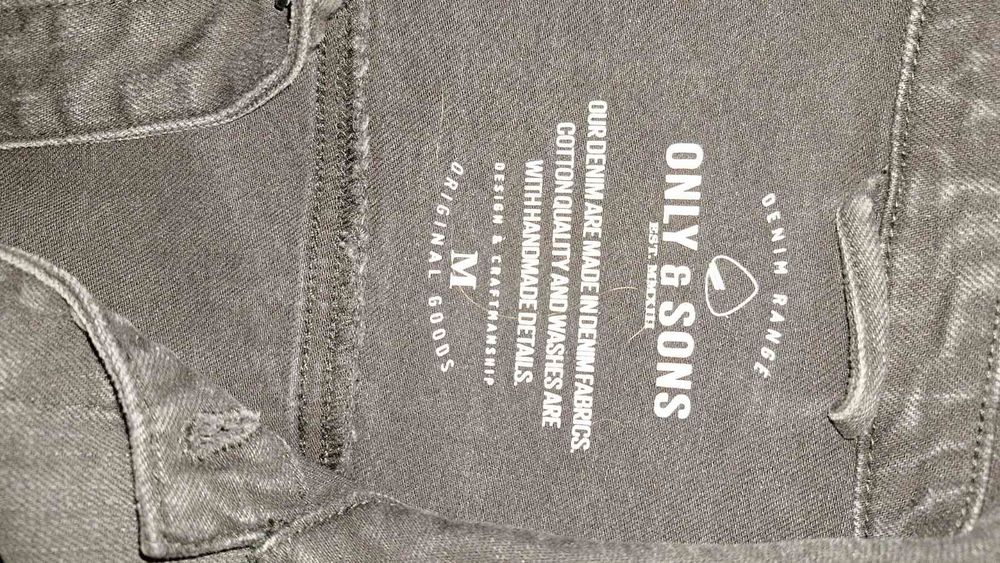 DENIM RANGE
ONLY & SONS
EST. MMXIII
OUR DENIM ARE MADE IN DENIM FABRICS.
COTTON QUALITY AND WASHES ARE
WITH HANDMADE DETAILS.
DESIGN & CRAFTMANSHIP
M
ORIGINAL GOODS